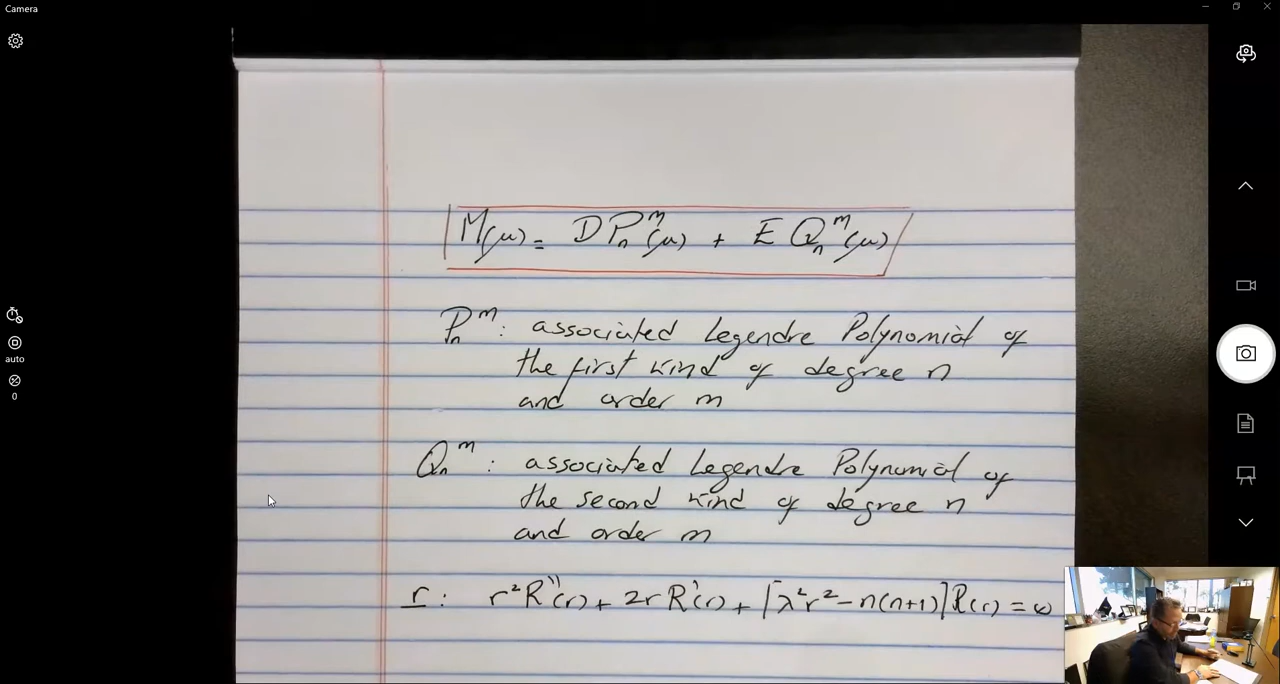 Camera
M(μ) = D Pₙᵐ(μ) + E Qₙᵐ(μ)
Pₙᵐ : associated Legendre Polynomial of
the first kind of degree n
and order m
Qₙᵐ : associated Legendre Polynomial of
the second kind of degree n
and order m
r : r²R''(r) + 2r R'(r) + [λ²r² - n(n+1)]R(r) = 0
auto
0